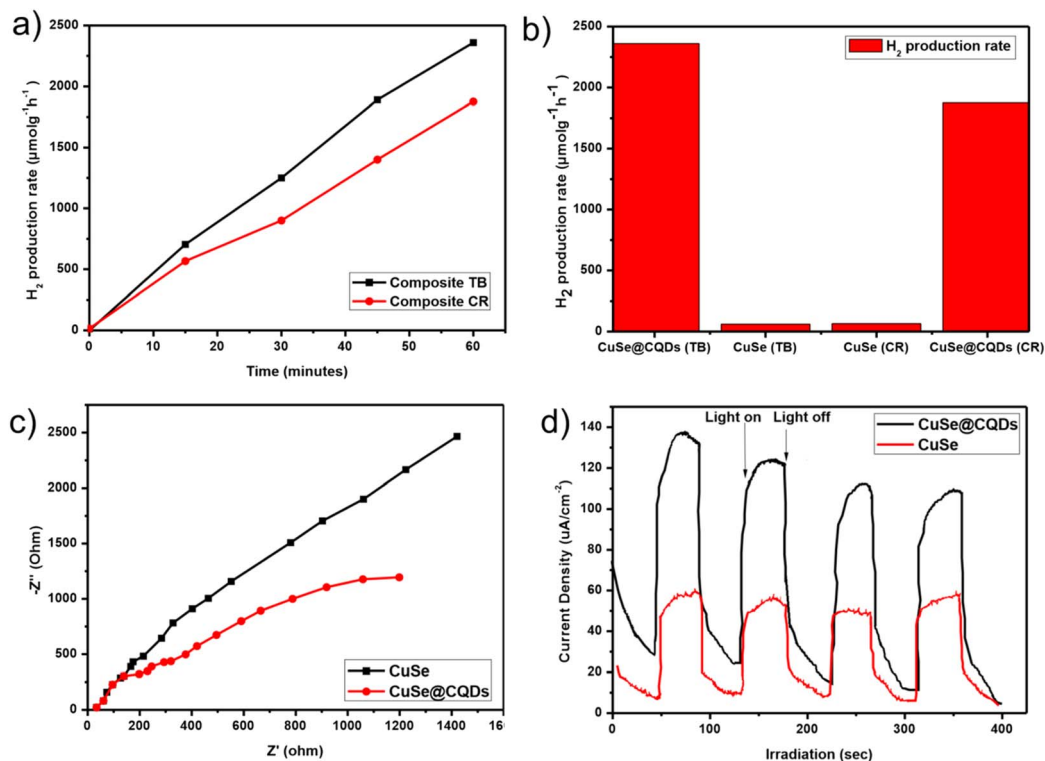 a)
H₂ production rate (μmolg⁻¹h⁻¹)
2500
2000
1500
1000
500
0
0 10 20 30 40 50 60
Time (minutes)
Composite TB
Composite CR
b)
H₂ production rate (μmolg⁻¹h⁻¹)
2500
2000
1500
1000
500
0
H₂ production rate
CuSe@CQDs (TB) CuSe (TB) CuSe (CR) CuSe@CQDs (CR)
c)
-Z" (Ohm)
2500
2000
1500
1000
500
0
0 200 400 600 800 1000 1200 1400 1600
Z' (ohm)
CuSe
CuSe@CQDs
d)
Current Density (uA/cm⁻²)
140
120
100
80
60
40
20
0
0 100 200 300 400
Irradiation (sec)
Light on Light off
CuSe@CQDs
CuSe